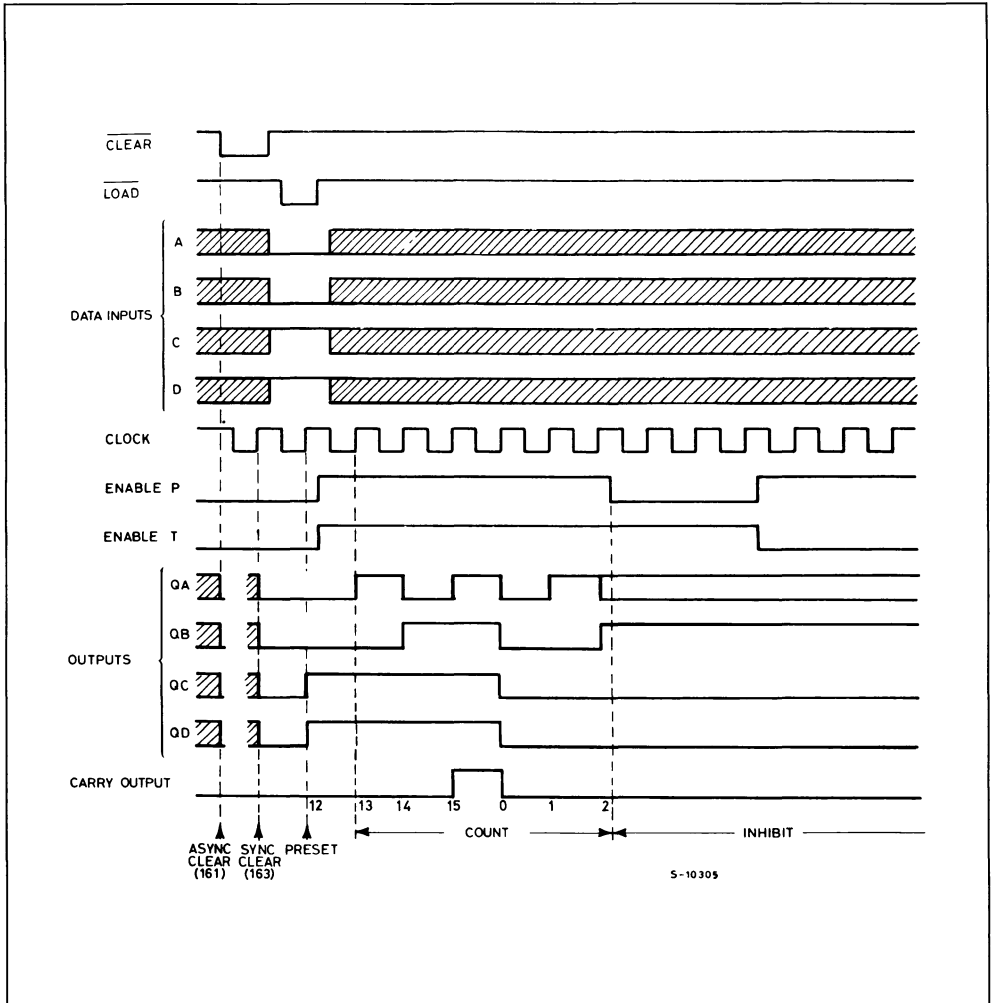 CLEAR
LOAD
A
B
DATA INPUTS
C
D
CLOCK
ENABLE P
ENABLE T
QA
QB
OUTPUTS
QC
QD
CARRY OUTPUT
12 13 14 15 0 1 2
COUNT INHIBIT
ASYNC CLEAR (161)
SYNC CLEAR (163)
PRESET
S-10305